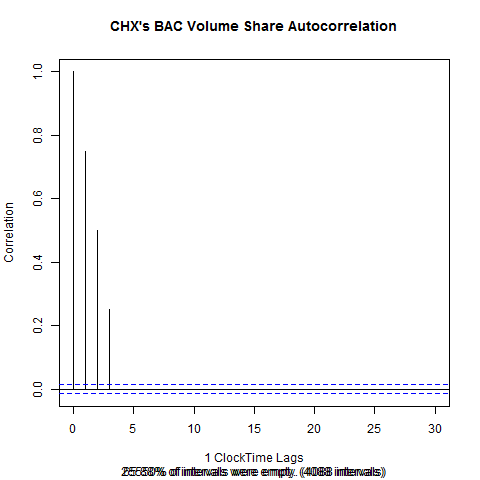 CHX's BAC Volume Share Autocorrelation
1.0
0.8
0.6
0.4
0.2
0.0
Correlation
0 5 10 15 20 25 30
1 ClockTime Lags
of intervals were empty. intervals)